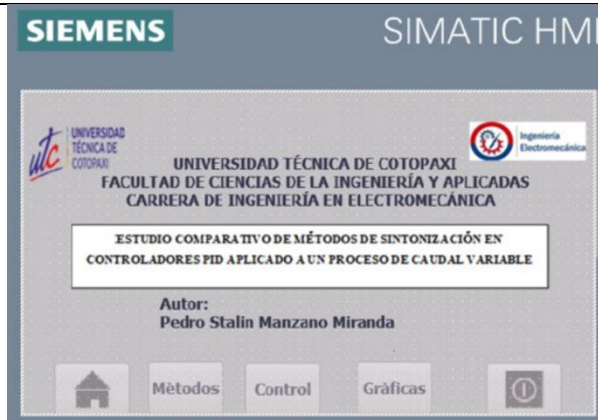 SIEMENS
SIMATIC HMI
UNIVERSIDAD
TÉCNICA DE
COTOPAXI
utc
Ingeniería
Electromecánica
UNIVERSIDAD TÉCNICA DE COTOPAXI
FACULTAD DE CIENCIAS DE LA INGENIERÍA Y APLICADAS
CARRERA DE INGENIERÍA EN ELECTROMECÁNICA
ESTUDIO COMPARATIVO DE MÉTODOS DE SINTONIZACIÓN EN
CONTROLADORES PID APLICADO A UN PROCESO DE CAUDAL VARIABLE
Autor:
Pedro Stalin Manzano Miranda
Mètodos
Control
Gràficas